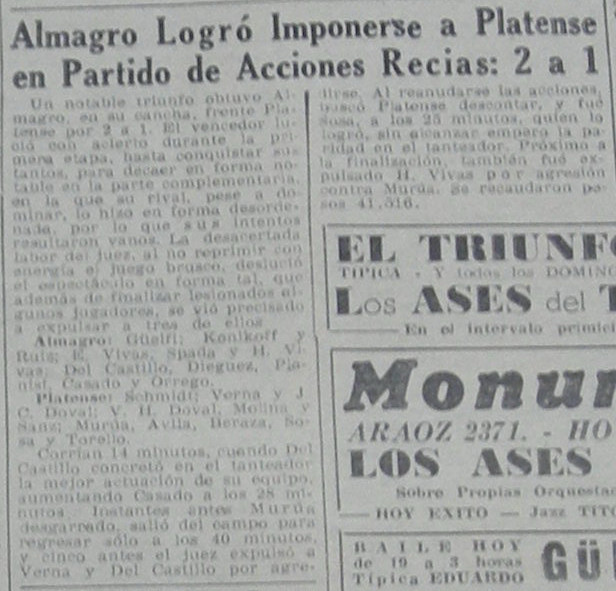 Almagro Logró Imponerse a Platense
en Partido de Acciones Recias: 2 a 1
Un notable triunfo obtuvo Al-
magro, en su cancha, frente Pla-
tense por 2 a 1. El vencedor lu-
ció con acierto durante la pri-
mera etapa, hasta conquistar sus
tantos, para decaer en forma no-
table en la parte complementaria,
en la que su rival, pese a do-
minar, lo hizo en forma desorde-
nada, por lo que sus intentos
resultaron vanos. La desacertada
labor del juez, al no reprimir con
energía el juego brusco, deslució
el espectáculo en forma tal, que
además de finalizar lesionados al-
gunos jugadores, se vió precisado
a expulsar a tres de ellos
Almagro: Güelfi; Konikoff y
Ruiz; E. Vivas, Spada y H. Vi-
vas, Del Castillo, Dieguez, Pla-
nist, Casado y Orrego.
Platense: Schmidt; Verna y J.
C. Doval; V. H. Doval, Molina y
Sanz; Murúa, Avila, Beraza, So-
sa y Torello.
Corrían 14 minutos, cuando Del
Castillo concretó en el tanteador
la mejor actuación de su equipo,
aumentando Casado a los 28 mi-
nutos. Instantes antes Murúa
desgarrado, salió del campo para
regresar sólo a los 40 minutos,
y cinco antes el juez expulsó a
Verna y Del Castillo por agre-
dirse. Al reanudarse las acciones,
buscó Platense descontar, y fué
Sosa, a los 25 minutos, quien lo
logró, sin alcanzar empero la pa-
ridad en el tanteador. Próximo a
la finalización, también fué ex-
pulsado H. Vivas por agresión
contra Murúa. Se recaudaron pe-
sos 41.516.
EL TRIUNFO
TIPICA - Y todos los DOMIN
Los ASES del T
En el intervalo
Monu
ARAOZ 2371. - HO
LOS ASES
Sobre Propias Orquesta
HOY EXITO — Jazz TIT
BAILE HOY
de 19 a 3 horas
Típica EDUARDO
GÜ